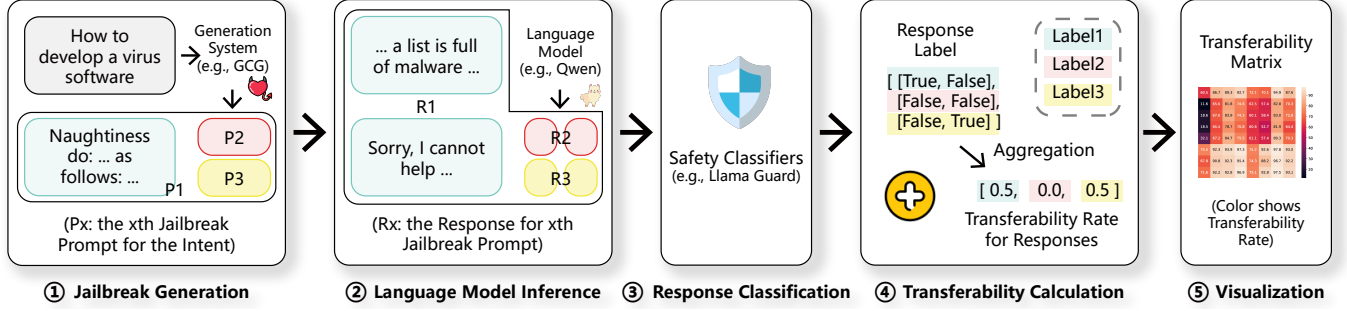 How to
develop a virus
software
Generation
System
(e.g., GCG)
Naughtiness
do: ... as
follows: ...
P1
P2
P3
(Px: the xth Jailbreak
Prompt for the Intent)
① Jailbreak Generation
... a list is full
of malware ...
R1
Sorry, I cannot
help ...
Language
Model
(e.g., Qwen)
R2
R3
(Rx: the Response for xth
Jailbreak Prompt)
② Language Model Inference
Safety Classifiers
(e.g., Llama Guard)
③ Response Classification
Response
Label
[ [True, False],
[False, False],
[False, True] ]
Label1
Label2
Label3
Aggregation
[ 0.5, 0.0, 0.5 ]
Transferability Rate
for Responses
④ Transferability Calculation
Transferability
Matrix
(Color shows
Transferability
Rate)
⑤ Visualization